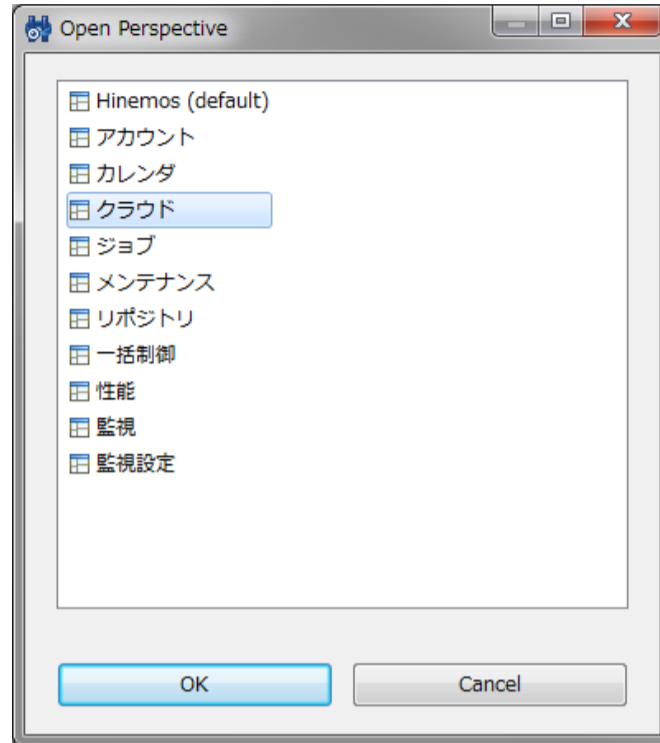 Open Perspective
Hinemos (default)
アカウント
カレンダ
クラウド
ジョブ
メンテナンス
リポジトリ
一括制御
性能
監視
監視設定
OK
Cancel